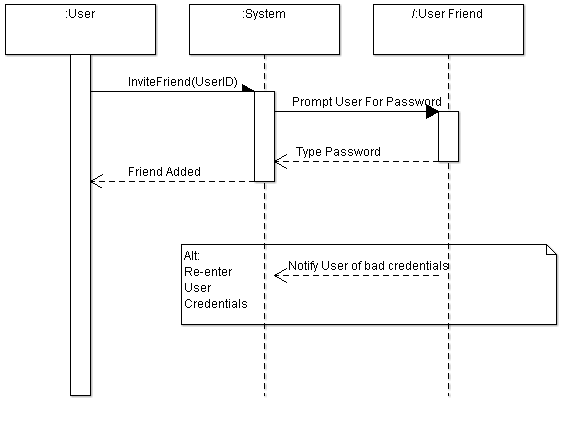 :User
:System
/:User Friend
InviteFriend(UserID)
Prompt User For Password
Type Password
Friend Added
Alt:
Re-enter
User
Credentials
Notify User of bad credentials